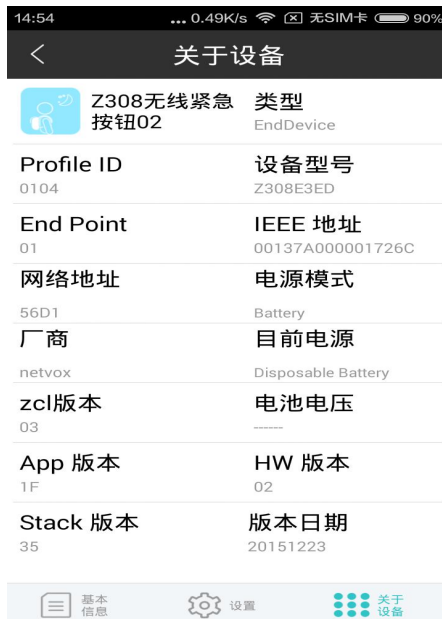 14:54 ... 0.49K/s 无SIM卡 90%
关于设备
Z308无线紧急 类型
按钮02 EndDevice
Profile ID 设备型号
0104 Z308E3ED
End Point IEEE 地址
01 00137A000001726C
网络地址 电源模式
56D1 Battery
厂商 目前电源
netvox Disposable Battery
zcl版本 电池电压
03 ------
App 版本 HW 版本
1F 02
Stack 版本 版本日期
35 20151223
基本 设置 关于
信息 设备